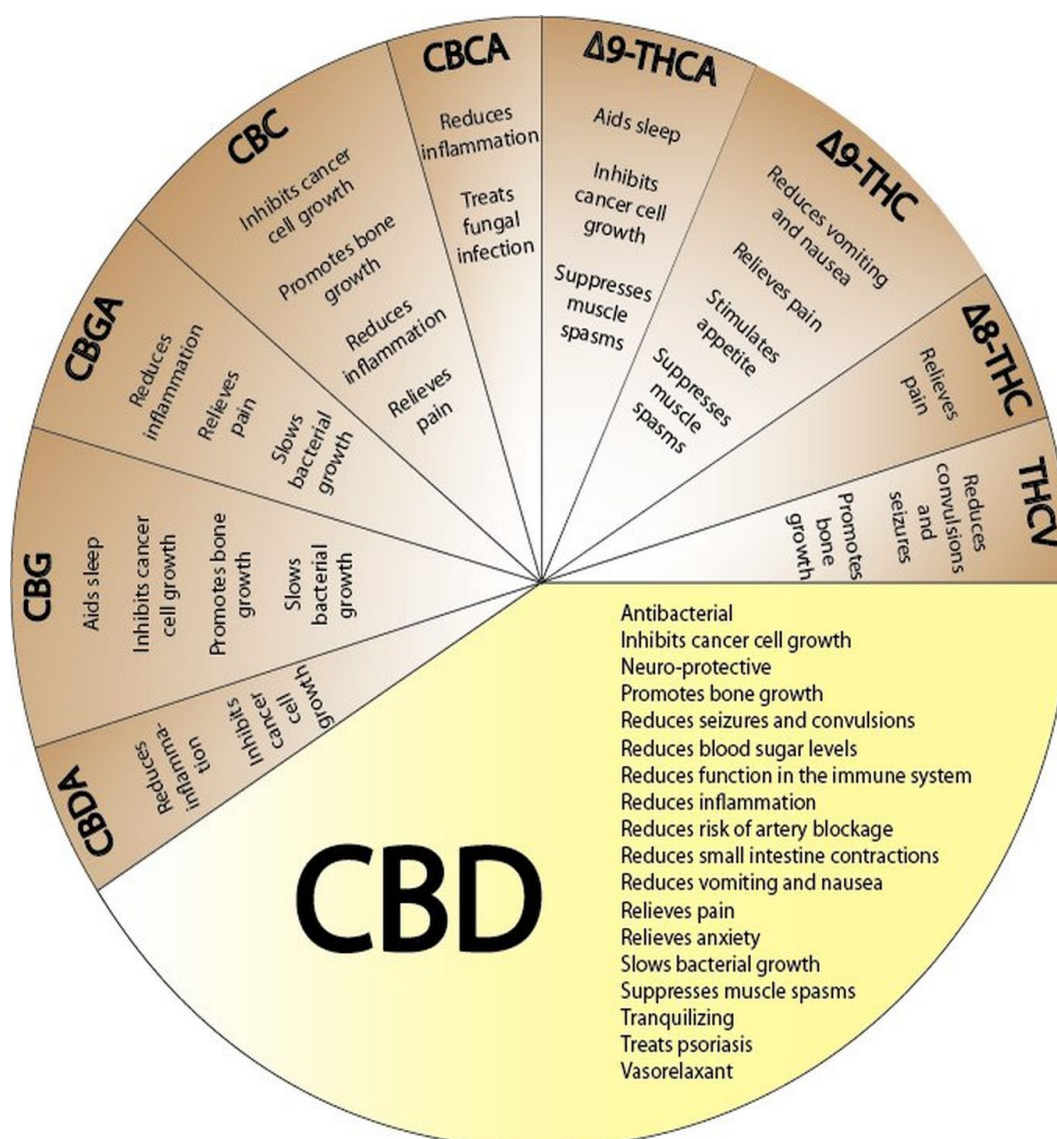 CBCA
Reduces
inflammation
Treats
fungal
infection
Δ9-THCA
Aids sleep
Inhibits
cancer cell
growth
Suppresses
muscle
spasms
Δ9-THC
Reduces vomiting
and nausea
Relieves pain
Stimulates
appetite
Suppresses
muscle
spasms
Δ8-THC
Relieves
pain
THCV
Reduces
convulsions
and
seizures
Promotes
bone
growth
CBD
Antibacterial
Inhibits cancer cell growth
Neuro-protective
Promotes bone growth
Reduces seizures and convulsions
Reduces blood sugar levels
Reduces function in the immune system
Reduces inflammation
Reduces risk of artery blockage
Reduces small intestine contractions
Reduces vomiting and nausea
Relieves pain
Relieves anxiety
Slows bacterial growth
Suppresses muscle spasms
Tranquilizing
Treats psoriasis
Vasorelaxant
CBDA
Reduces
inflamma-
tion
Inhibits
cancer
cell
growth
CBG
Aids sleep
Inhibits cancer
cell growth
Promotes bone
growth
Slows
bacterial
growth
CBGA
Reduces
inflammation
Relieves
pain
Slows
bacterial
growth
CBC
Inhibits cancer
cell growth
Promotes bone
growth
Reduces
inflammation
Relieves
pain